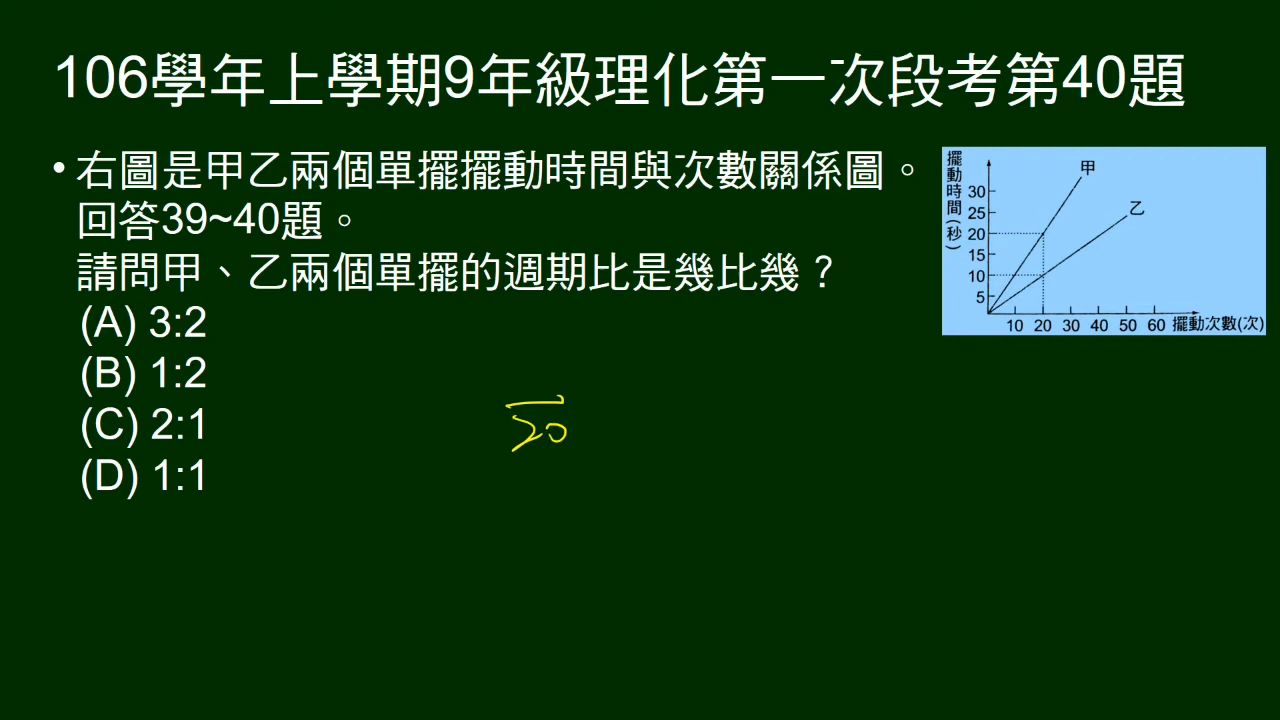 106學年上學期9年級理化第一次段考第40題
•右圖是甲乙兩個單擺擺動時間與次數關係圖。
回答39~40題。
請問甲、乙兩個單擺的週期比是幾比幾？
(A) 3:2
(B) 1:2
(C) 2:1
(D) 1:1
20
擺動時間(秒)
30
25
20
15
10
5
甲
乙
10 20 30 40 50 60 擺動次數(次)